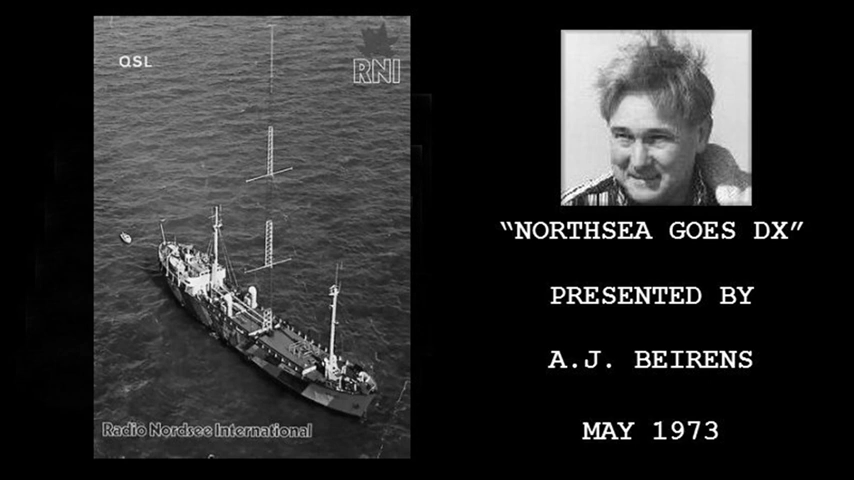 QSL
RNI
Radio Nordsee International
“NORTHSEA GOES DX”
PRESENTED BY
A.J. BEIRENS
MAY 1973